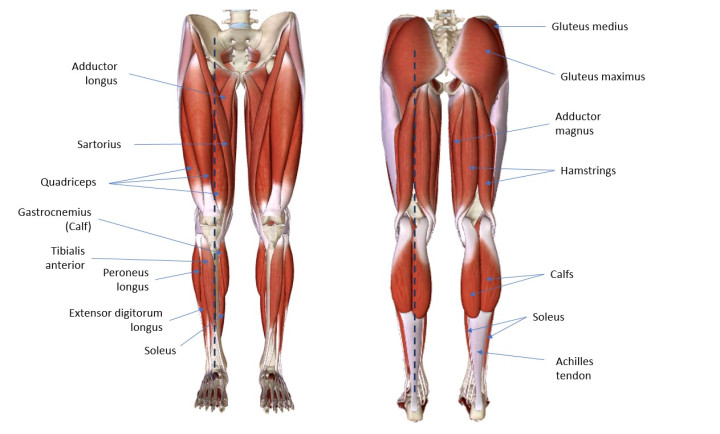 Adductor
longus
Sartorius
Quadriceps
Gastrocnemius
(Calf)
Tibialis
anterior
Peroneus
longus
Extensor digitorum
longus
Soleus
Gluteus medius
Gluteus maximus
Adductor
magnus
Hamstrings
Calfs
Soleus
Achilles
tendon